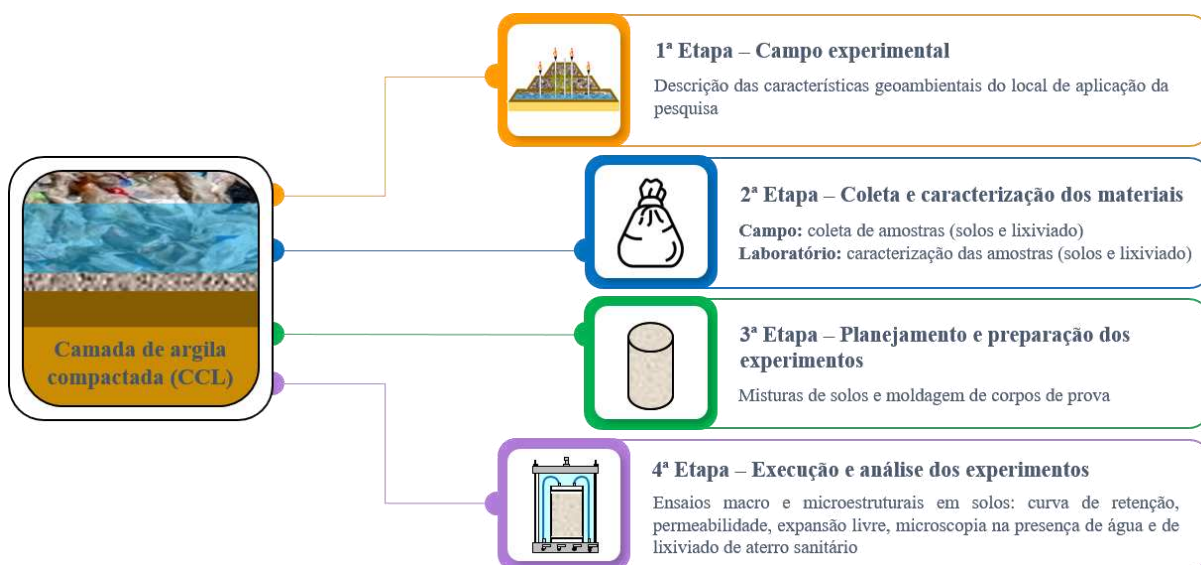 1ª Etapa – Campo experimental
Descrição das características geoambientais do local de aplicação da
pesquisa
2ª Etapa – Coleta e caracterização dos materiais
Campo: coleta de amostras (solos e lixiviado)
Laboratório: caracterização das amostras (solos e lixiviado)
Camada de argila
compactada (CCL)
3ª Etapa – Planejamento e preparação dos
experimentos
Misturas de solos e moldagem de corpos de prova
4ª Etapa – Execução e análise dos experimentos
Ensaios macro e microestruturais em solos: curva de retenção,
permeabilidade, expansão livre, microscopia na presença de água e de
lixiviado de aterro sanitário